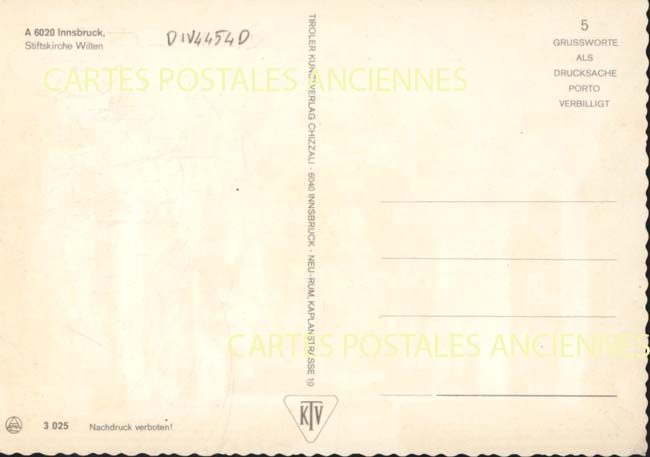 A 6020 Innsbruck,
Stiftskirche Wilten
DIV4454D
5
GRUSSWORTE
ALS
DRUCKSACHE
PORTO
VERBILLIGT
CARTES POSTALES ANCIENNES
TIROLER KUNSTVERLAG CHIZZALI · 6040 INNSBRUCK · NEU-RUM, KAPLANSTRASSE 10
CARTES POSTALES ANCIENNES
KTV
3 025
Nachdruck verboten!